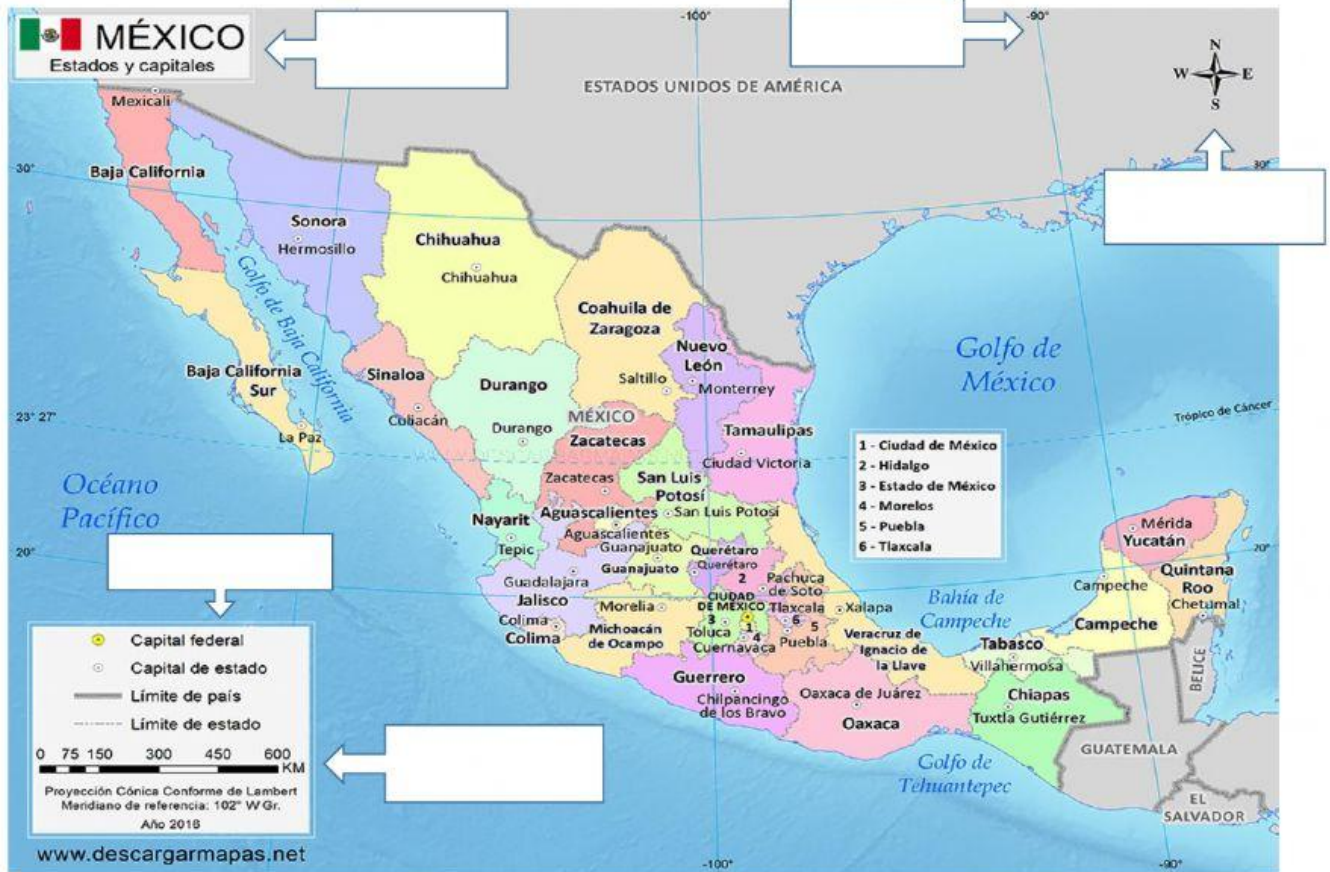 MÉXICO
Estados y capitales
-100°
-90°
N
W E
S
ESTADOS UNIDOS DE AMÉRICA
Mexicali
30°
30°
Baja California
Sonora
Hermosillo
Chihuahua
Chihuahua
Golfo de Baja California
Coahuila de
Zaragoza
Nuevo
León
Golfo de
México
Baja California
Sur
Sinaloa
Durango
Saltillo
Monterrey
Culiacán
MÉXICO
23° 27'
Trópico de Cáncer
La Paz
Durango
Zacatecas
Tamaulipas
Ciudad Victoria
1 - Ciudad de México
2 - Hidalgo
3 - Estado de México
4 - Morelos
5 - Puebla
6 - Tlaxcala
Océano
Pacífico
Zacatecas
San Luis
Potosí
San Luis Potosí
Nayarit
Tepic
Aguascalientes
Aguascalientes
Mérida
Yucatán
20°
20°
Guanajuato
Guanajuato
Querétaro
Querétaro
2
Pachuca
de Soto
Campeche
Quintana
Roo
Chetumal
Guadalajara
Jalisco
Morelia
CIUDAD
DE MÉXICO
Tlaxcala
Xalapa
Bahía de
Campeche
Campeche
Colima
Colima
Michoacán
de Ocampo
3
Toluca
1
6
5
4
Cuernavaca
Puebla
Veracruz de
Ignacio de
la Llave
Tabasco
Villahermosa
BELICE
Capital federal
Capital de estado
Límite de país
Límite de estado
0 75 150 300 450 600
KM
Proyección Cónica Conforme de Lambert
Meridiano de referencia: 102° W Gr.
Año 2016
www.descargarmapas.net
Guerrero
Chilpancingo
de los Bravo
Oaxaca de Juárez
Oaxaca
Chiapas
Tuxtla Gutiérrez
GUATEMALA
Golfo de
Tehuantepec
EL
SALVADOR
-100°
-90°